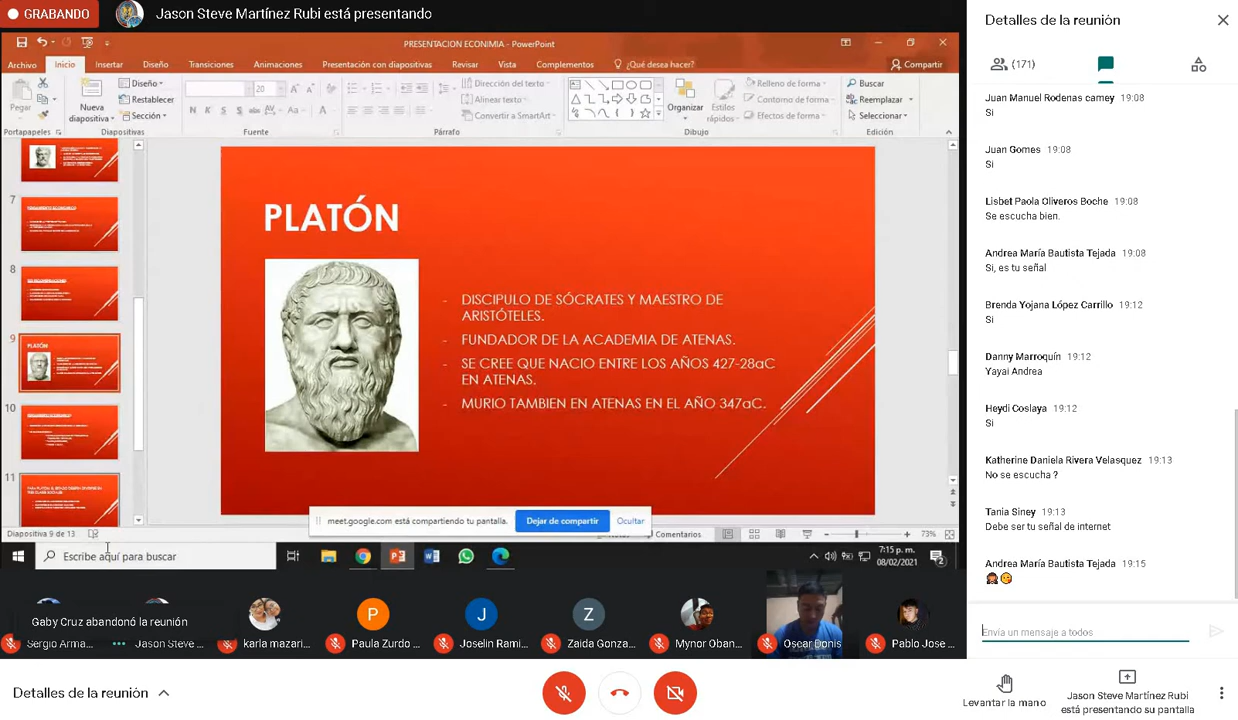 GRABANDO
Jason Steve Martínez Rubi está presentando
PRESENTACION ECONIMIA - PowerPoint
Archivo Inicio Insertar Diseño Transiciones Animaciones Presentación con diapositivas Revisar Vista Complementos ¿Qué desea hacer? Compartir
Pegar
Nueva diapositiva
Diseño
Restablecer
Sección
20
N K S S abc AV Aa A
Dirección del texto
Alinear texto
Convertir a SmartArt
Organizar
Estilos rápidos
Relleno de forma
Contorno de forma
Efectos de forma
Buscar
Reemplazar
Seleccionar
Portapapeles Diapositivas Fuente Párrafo Dibujo Edición
7
8
9
PLATÓN
10
11
PLATÓN
- DISCIPULO DE SÓCRATES Y MAESTRO DE
ARISTÓTELES.
- FUNDADOR DE LA ACADEMIA DE ATENAS.
- SE CREE QUE NACIO ENTRE LOS AÑOS 427-28aC
EN ATENAS.
- MURIO TAMBIEN EN ATENAS EN EL AÑO 347aC.
meet.google.com está compartiendo tu pantalla. Dejar de compartir Ocultar
Diapositiva 9 de 13
Comentarios
73%
Escribe aquí para buscar
7:15 p. m.
08/02/2021
2
Gaby Cruz abandonó la reunión
P
J
Z
Sergio Arma...
Jason Steve ...
karla mazari...
Paula Zurdo ...
Joselin Rami...
Zaida Gonza...
Mynor Oban...
Oscar Donis
Pablo Jose ...
Detalles de la reunión
Detalles de la reunión
(171)
Juan Manuel Rodenas camey 19:08
Si
Juan Gomes 19:08
Si
Lisbet Paola Oliveros Boche 19:08
Se escucha bien.
Andrea María Bautista Tejada 19:08
Si, es tu señal
Brenda Yojana López Carrillo 19:12
Si
Danny Marroquín 19:12
Yayai Andrea
Heydi Coslaya 19:12
Si
Katherine Daniela Rivera Velasquez 19:13
No se escucha ?
Tania Siney 19:13
Debe ser tu señal de internet
Andrea María Bautista Tejada 19:15
Envía un mensaje a todos
Levantar la mano
Jason Steve Martínez Rubi
está presentando su pantalla